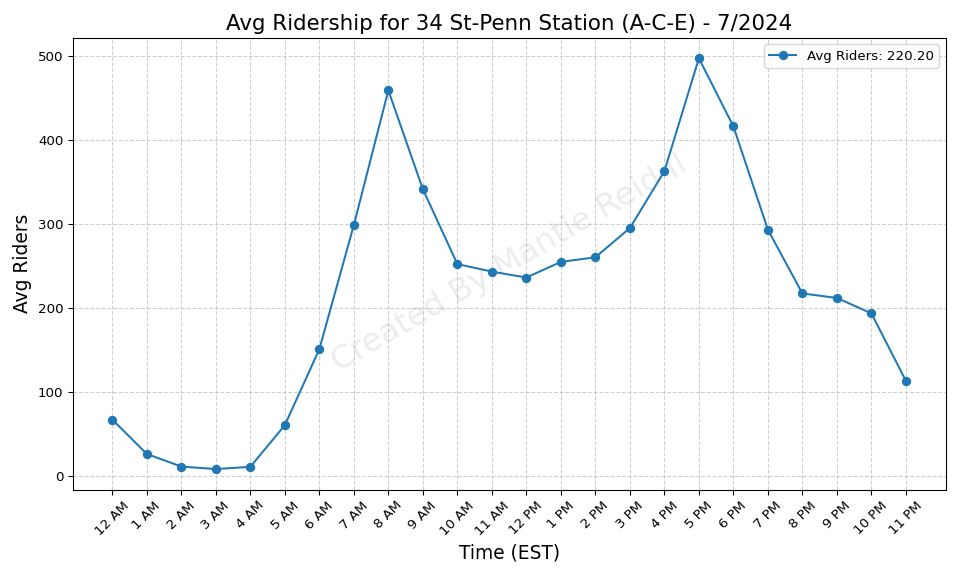 Avg Ridership for 34 St-Penn Station (A-C-E) - 7/2024
Avg Riders: 220.20
Avg Riders
500
400
300
200
100
0
Created By Mantie Reid II
12 AM
1 AM
2 AM
3 AM
4 AM
5 AM
6 AM
7 AM
8 AM
9 AM
10 AM
11 AM
12 PM
1 PM
2 PM
3 PM
4 PM
5 PM
6 PM
7 PM
8 PM
9 PM
10 PM
11 PM
Time (EST)